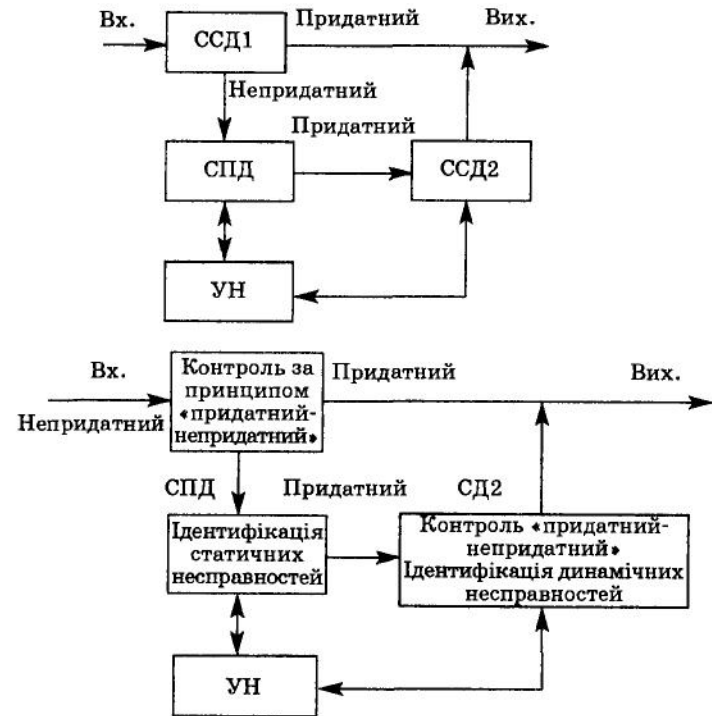 Вх.
Придатний
Вих.
ССД1
Непридатний
Придатний
СПД
ССД2
УН
Вх.
Непридатний
Контроль за
принципом
«придатний-
непридатний»
Придатний
Вих.
СПД
Придатний
СД2
Ідентифікація
статичних
несправностей
Контроль «придатний-
непридатний»
Ідентифікація динамічних
несправностей
УН